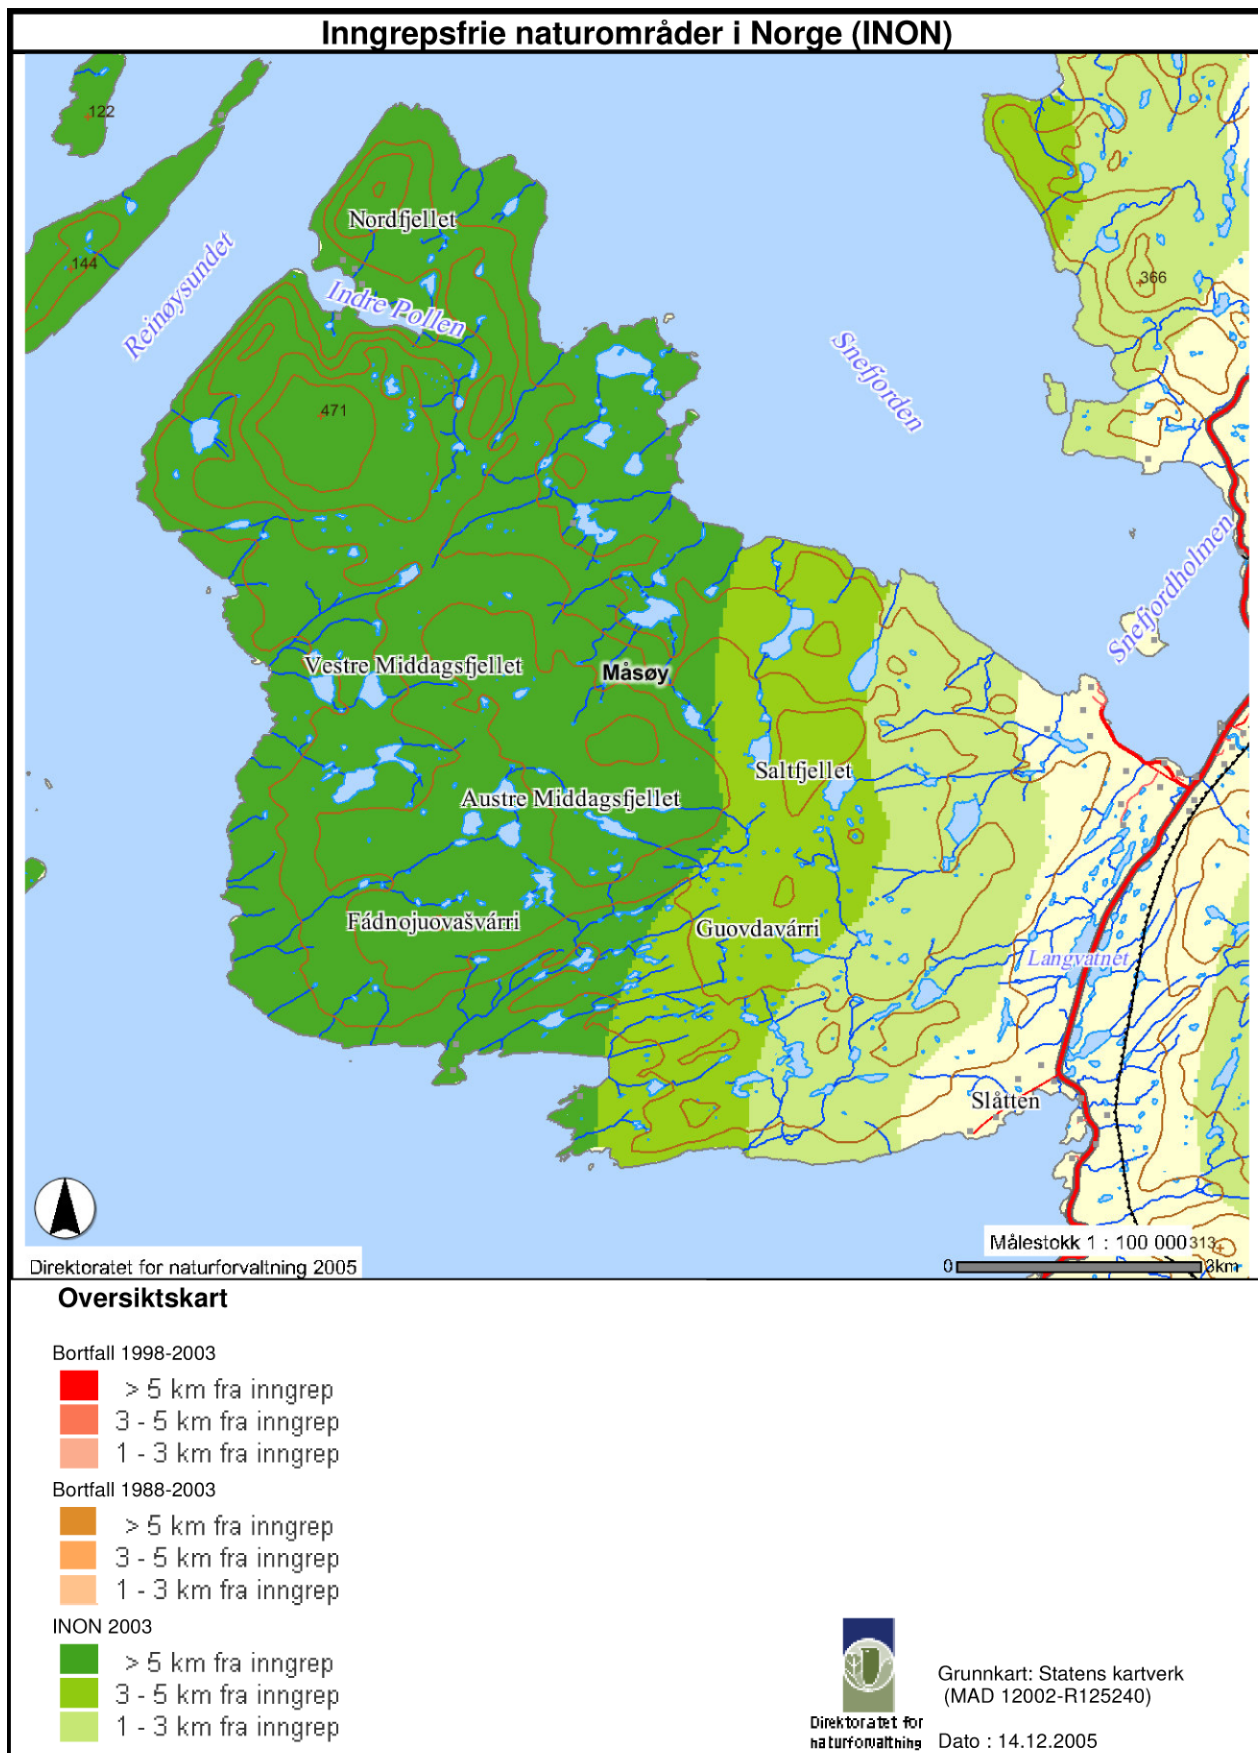 Inngrepsfrie naturområder i Norge (INON)
122
Nordfjellet
144
366
Reinøysundet
Indre Pollen
Snefjorden
471
Snefjordholmen
Vestre Middagsfjellet
Måsøy
Saltfjellet
Austre Middagsfjellet
Fádnojuovašvárri
Guovdavárri
Langvatnet
Slåtten
Målestokk 1 : 100 000
313
0 3km
Direktoratet for naturforvaltning 2005
Oversiktskart
Bortfall 1998-2003
> 5 km fra inngrep
3 - 5 km fra inngrep
1 - 3 km fra inngrep
Bortfall 1988-2003
> 5 km fra inngrep
3 - 5 km fra inngrep
1 - 3 km fra inngrep
INON 2003
> 5 km fra inngrep
3 - 5 km fra inngrep
1 - 3 km fra inngrep
Direktoratet for
naturforvaltning
Grunnkart: Statens kartverk
(MAD 12002-R125240)
Dato : 14.12.2005